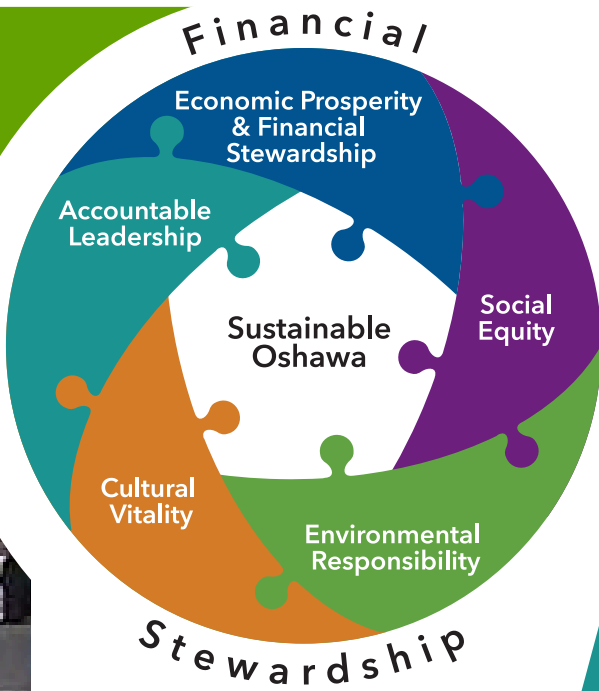 Financial
Economic Prosperity
& Financial
Stewardship
Accountable
Leadership
Social
Equity
Sustainable
Oshawa
Cultural
Vitality
Environmental
Responsibility
Stewardship